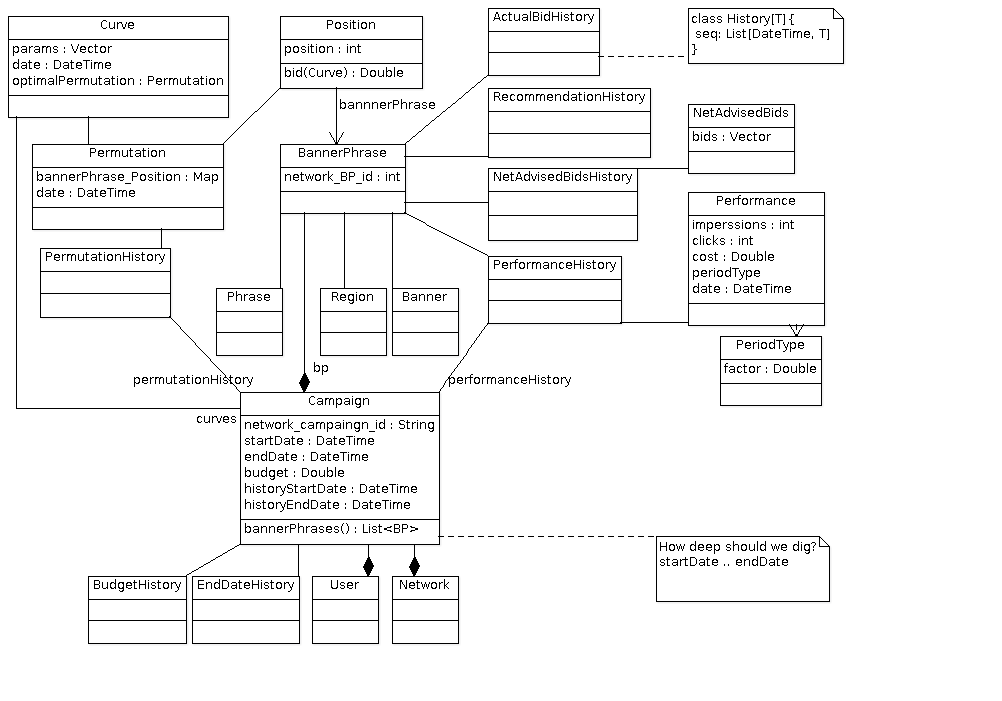 Curve
params : Vector
date : DateTime
optimalPermutation : Permutation
Position
position : int
bid(Curve) : Double
bannnerPhrase
ActualBidHistory
class History[T] {
seq: List[DateTime, T]
}
RecommendationHistory
NetAdvisedBids
bids : Vector
Permutation
bannerPhrase_Position : Map
date : DateTime
BannerPhrase
network_BP_id : int
NetAdvisedBidsHistory
Performance
imperssions : int
clicks : int
cost : Double
periodType
date : DateTime
PermutationHistory
PerformanceHistory
Phrase
Region
Banner
PeriodType
factor : Double
bp
permutationHistory
performanceHistory
curves
Campaign
network_campaingn_id : String
startDate : DateTime
endDate : DateTime
budget : Double
historyStartDate : DateTime
historyEndDate : DateTime
bannerPhrases() : List<BP>
How deep should we dig?
startDate .. endDate
BudgetHistory
EndDateHistory
User
Network